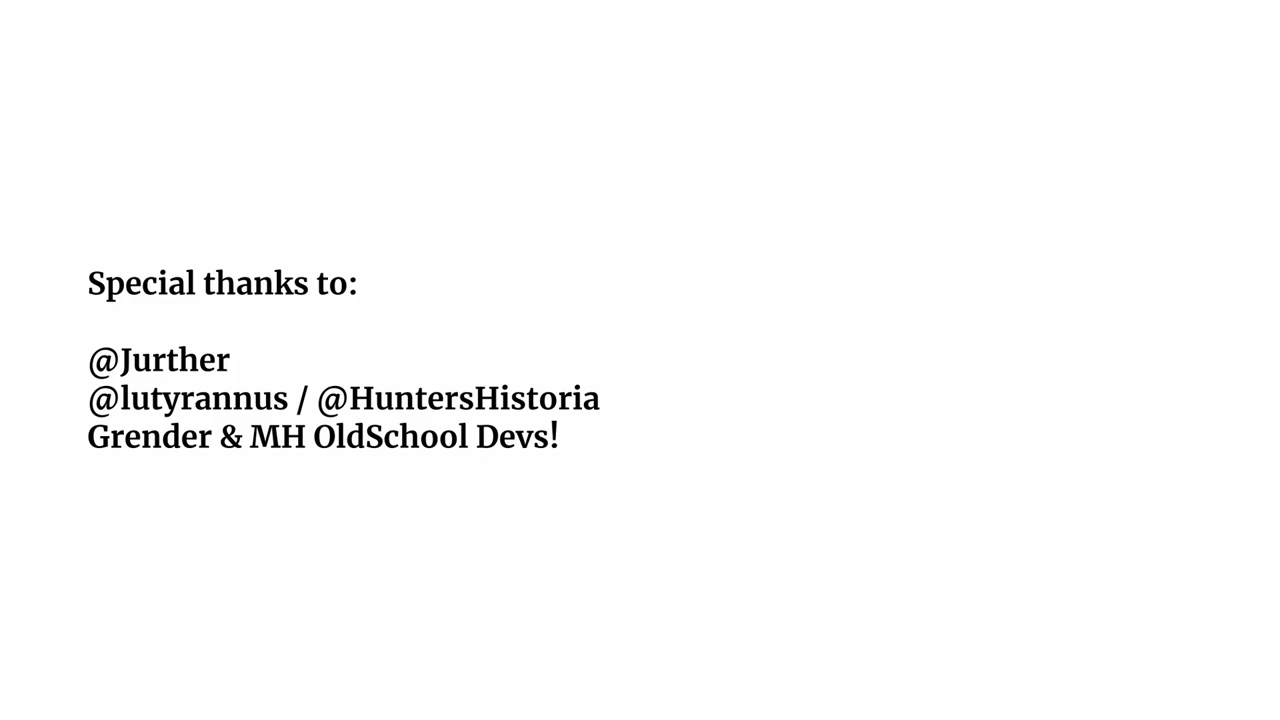 Special thanks to:
@Jurther
@lutyrannus / @HuntersHistoria
Grender & MH OldSchool Devs!